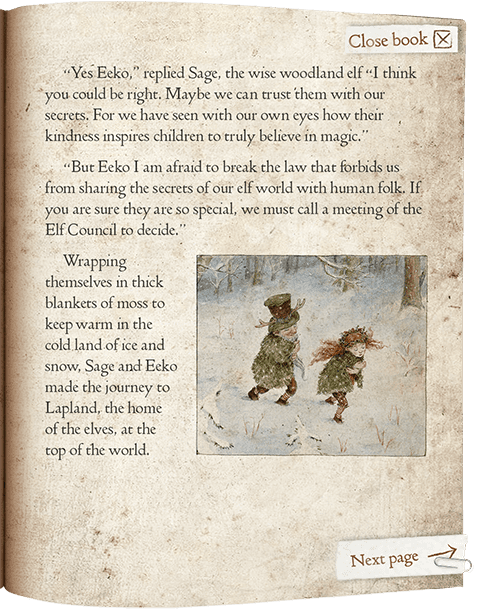 Close book
“Yes Eeko,” replied Sage, the wise woodland elf “I think
you could be right. Maybe we can trust them with our
secrets. For we have seen with our own eyes how their
kindness inspires children to truly believe in magic.”
“But Eeko I am afraid to break the law that forbids us
from sharing the secrets of our elf world with human folk. If
you are sure they are so special, we must call a meeting of the
Elf Council to decide.”
Wrapping
themselves in thick
blankets of moss to
keep warm in the
cold land of ice and
snow, Sage and Eeko
made the journey to
Lapland, the home
of the elves, at the
top of the world.
Next page